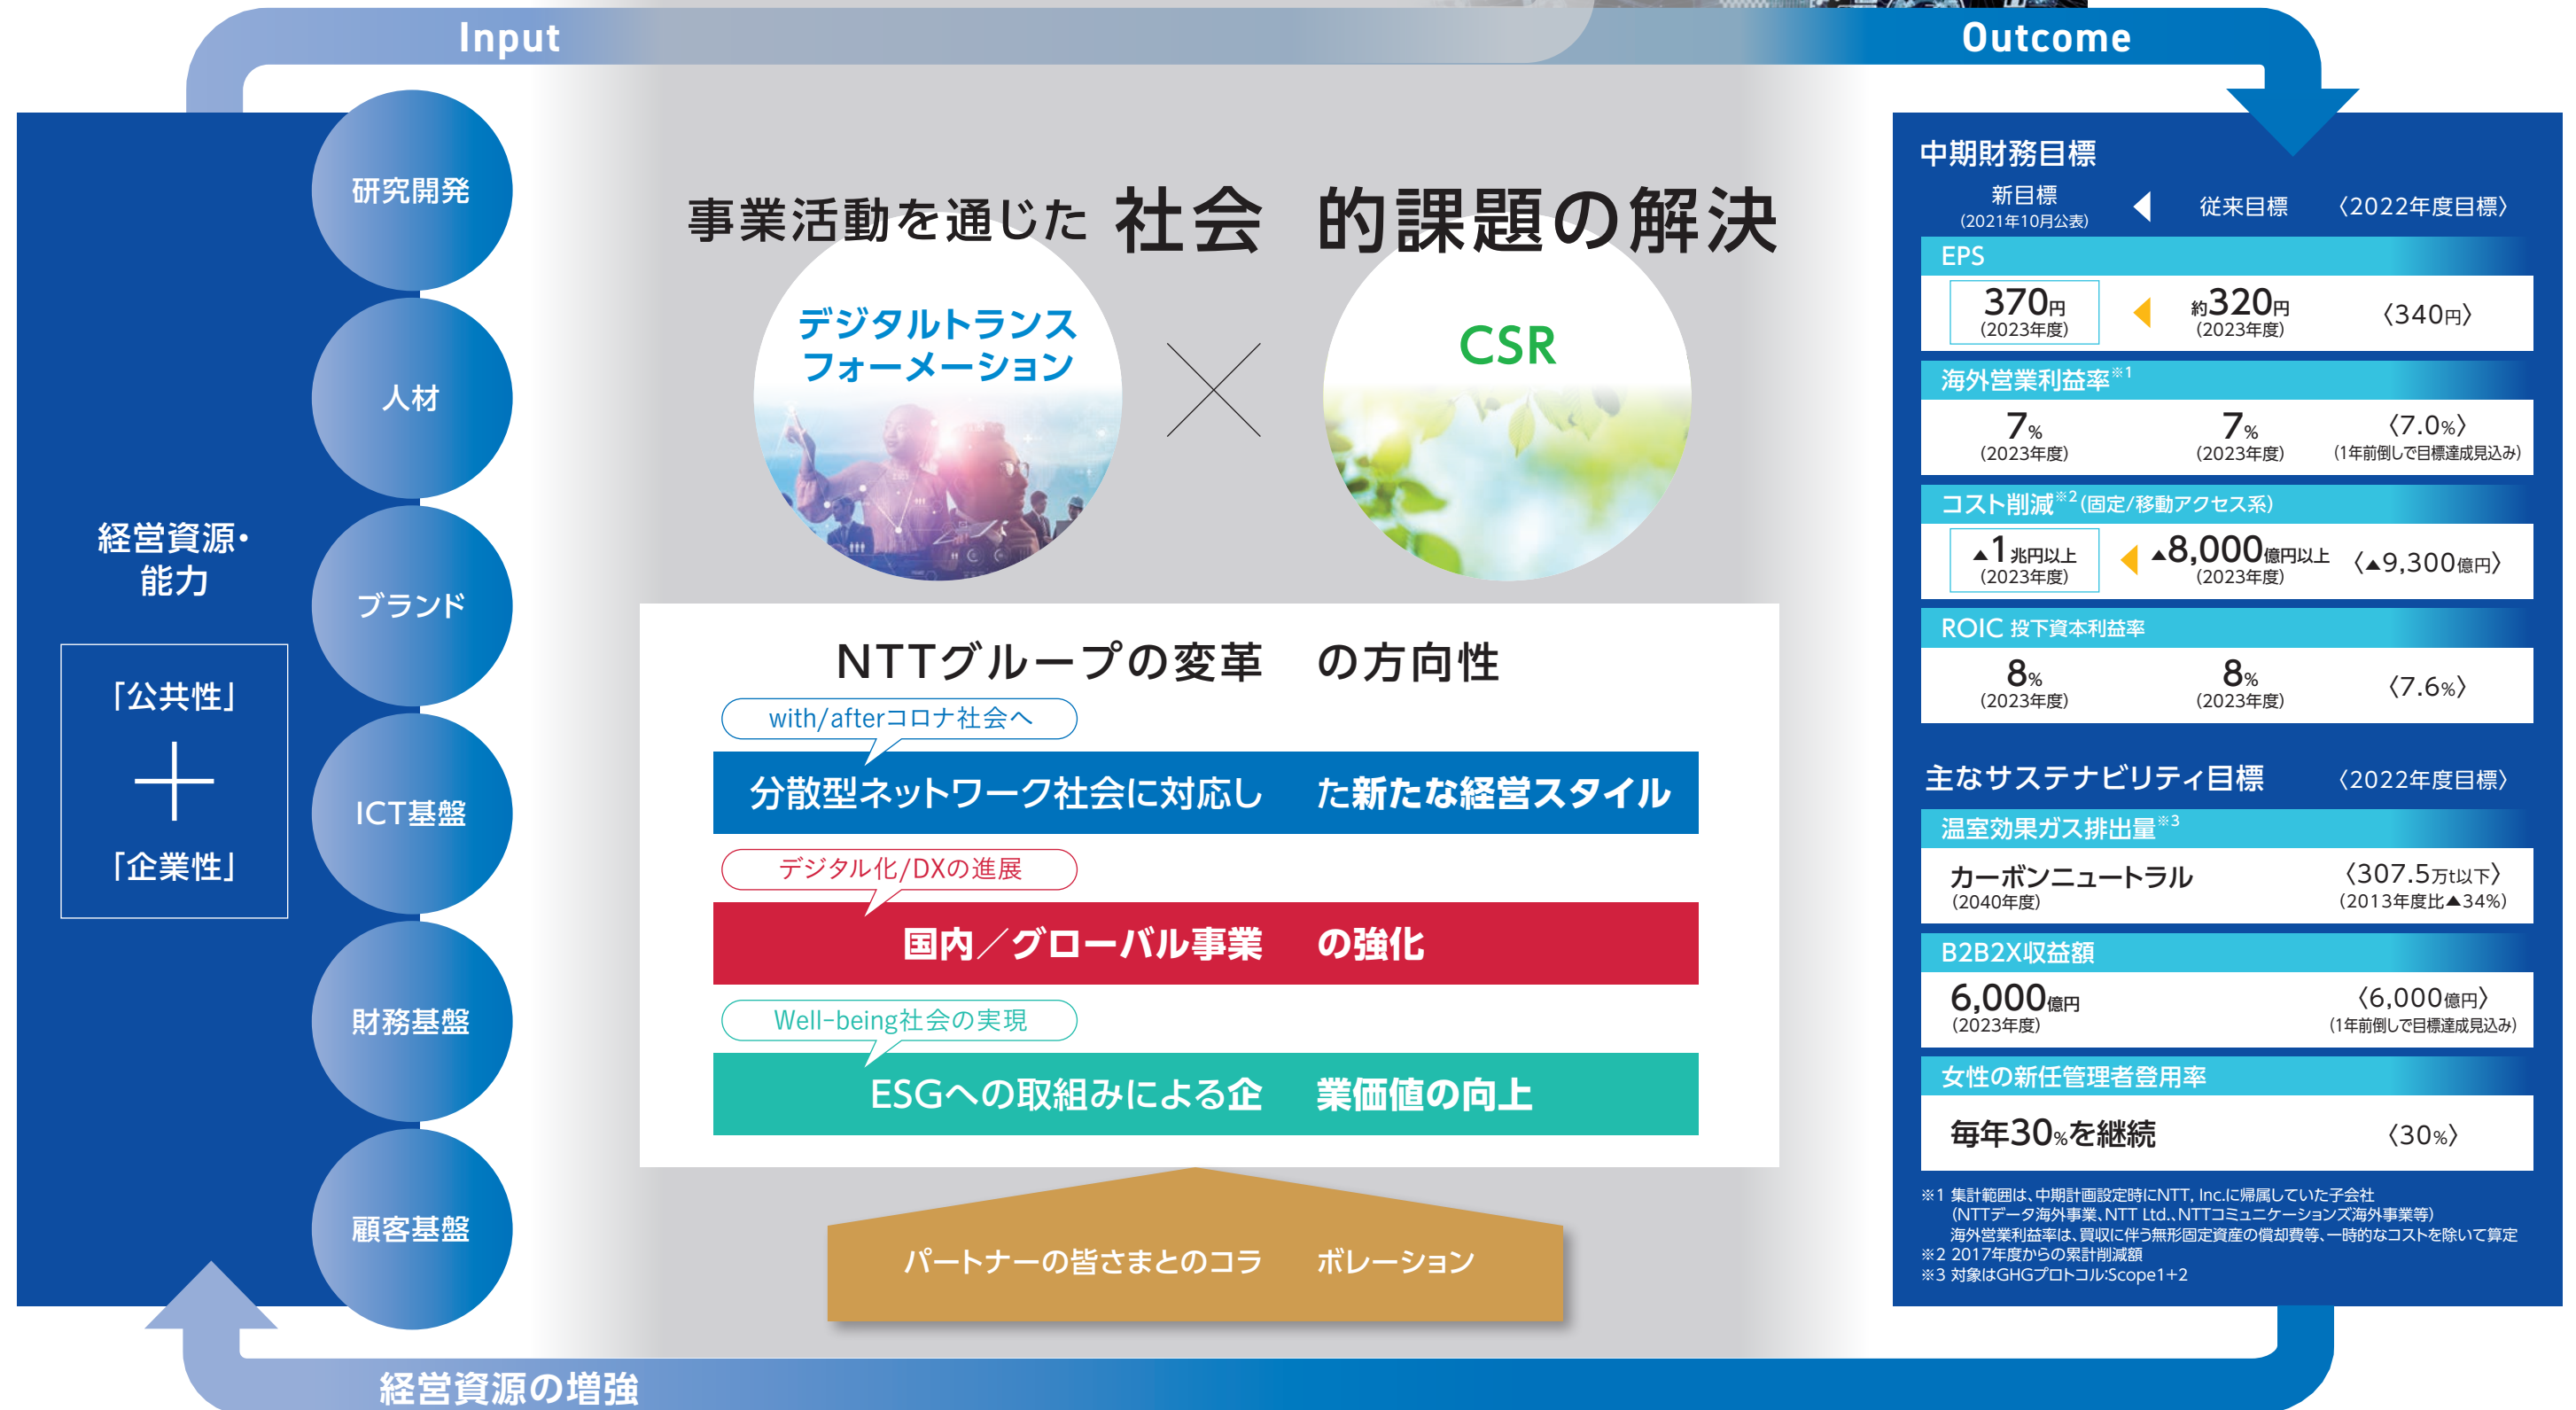 Input
Outcome
経営資源・
能力
「公共性」
＋
「企業性」
研究開発
人材
ブランド
ICT基盤
財務基盤
顧客基盤
事業活動を通じた 社会 的課題の解決
デジタルトランス
フォーメーション
×
CSR
NTTグループの変革 の方向性
with/afterコロナ社会へ
分散型ネットワーク社会に対応し た新たな経営スタイル
デジタル化/DXの進展
国内／グローバル事業 の強化
Well-being社会の実現
ESGへの取組みによる企 業価値の向上
パートナーの皆さまとのコラ ボレーション
中期財務目標
新目標 ◀ 従来目標 〈2022年度目標〉
(2021年10月公表)
EPS
370円 ◀ 約320円 〈340円〉
(2023年度) (2023年度)
海外営業利益率※1
7% 7% 〈7.0%〉
(2023年度) (2023年度) (1年前倒しで目標達成見込み)
コスト削減※2(固定/移動アクセス系)
▲1兆円以上 ◀ ▲8,000億円以上 〈▲9,300億円〉
(2023年度) (2023年度)
ROIC 投下資本利益率
8% 8% 〈7.6%〉
(2023年度) (2023年度)
主なサステナビリティ目標 〈2022年度目標〉
温室効果ガス排出量※3
カーボンニュートラル 〈307.5万t以下〉
(2040年度) (2013年度比▲34%)
B2B2X収益額
6,000億円 〈6,000億円〉
(2023年度) (1年前倒しで目標達成見込み)
女性の新任管理者登用率
毎年30%を継続 〈30%〉
※1 集計範囲は、中期計画設定時にNTT, Inc.に帰属していた子会社
(NTTデータ海外事業、NTT Ltd.、NTTコミュニケーションズ海外事業等)
海外営業利益率は、買収に伴う無形固定資産の償却費等、一時的なコストを除いて算定
※2 2017年度からの累計削減額
※3 対象はGHGプロトコル:Scope1+2
経営資源の増強